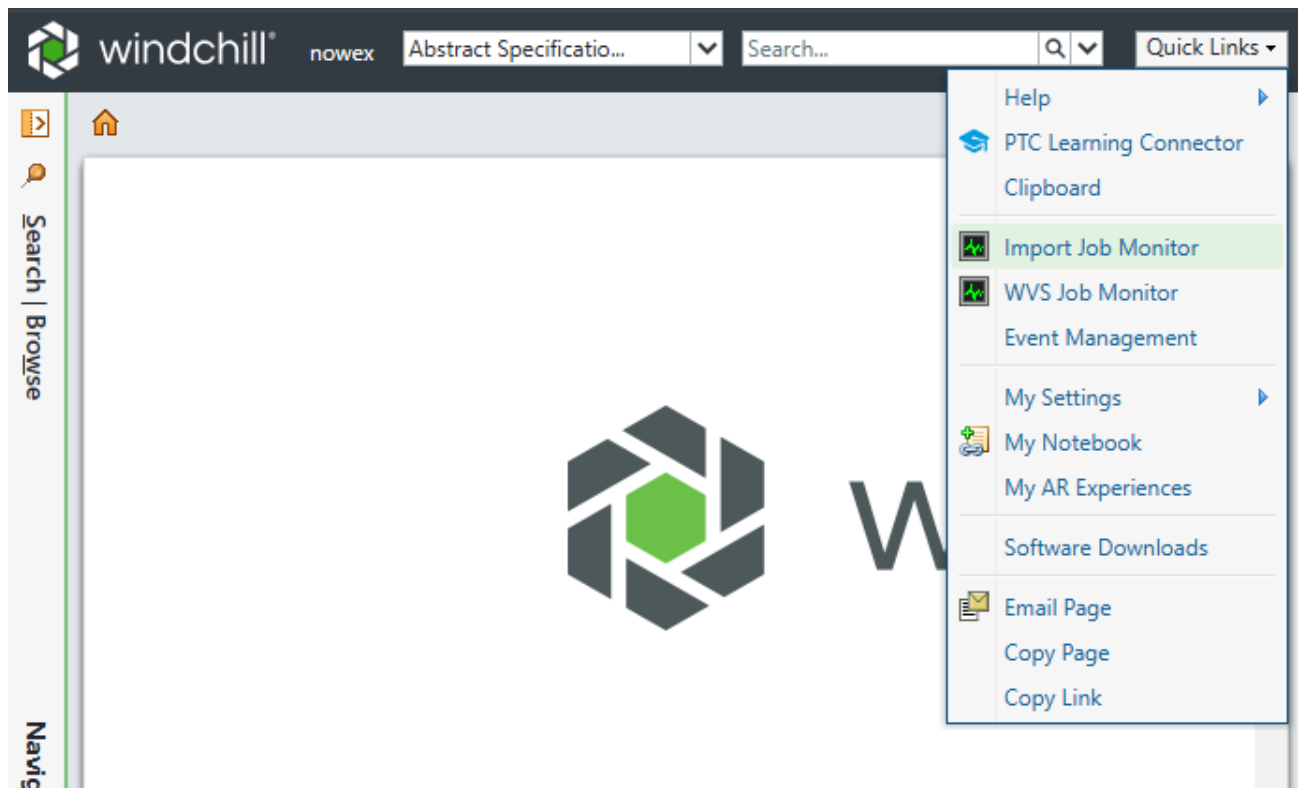 windchill® nowex Abstract Specificatio... Search... Quick Links
Help
PTC Learning Connector
Clipboard
Import Job Monitor
WVS Job Monitor
Event Management
My Settings
My Notebook
My AR Experiences
Software Downloads
Email Page
Copy Page
Copy Link
Search | Browse
Navig
w